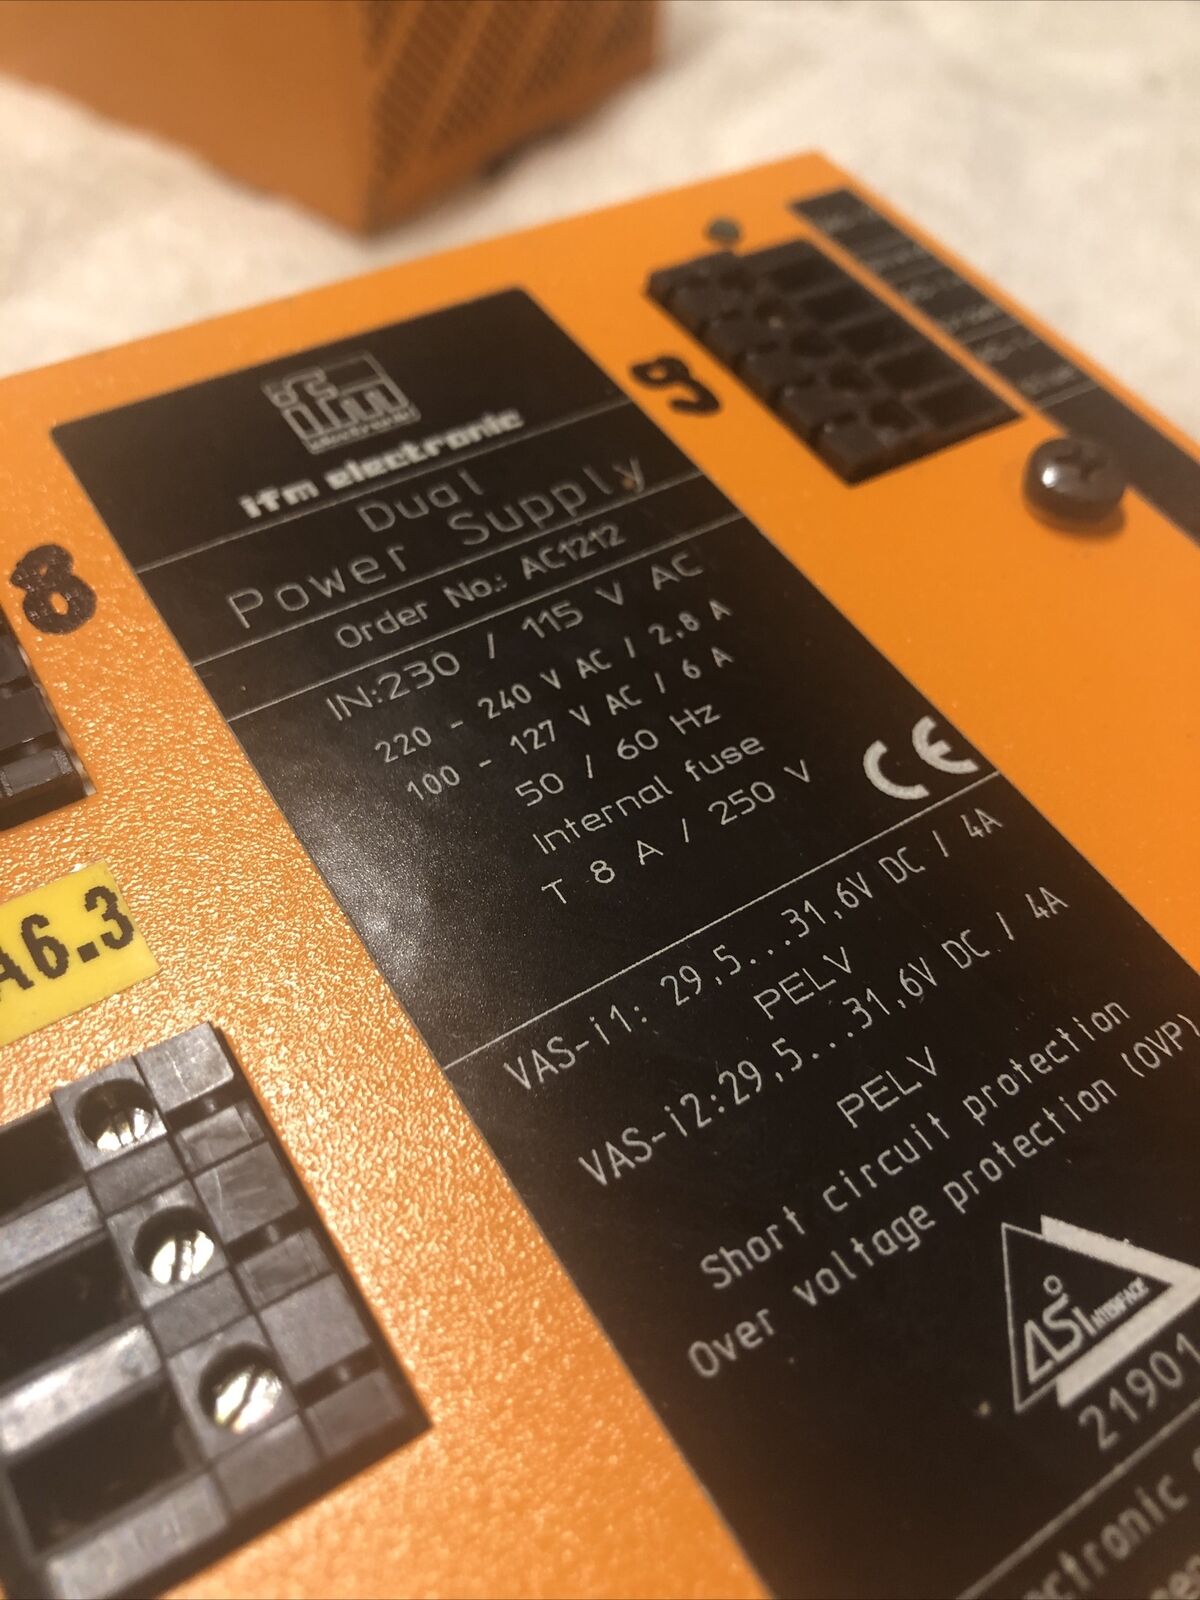 ifm
electronic
ifm electronic
Dual
Power Supply
Order No.: AC1212
IN:230 / 115 V AC
220 - 240 V AC / 2,8 A
100 - 127 V AC / 6 A
50 / 60 Hz
Internal fuse
T 8 A / 250 V
CE
VAS-i1: 29,5...31,6V DC / 4A
PELV
VAS-i2:29,5...31,6V DC / 4A
PELV
Short circuit protection
Over voltage protection (OVP)
ASi
INTERFACE
21901
8
9
A6.3